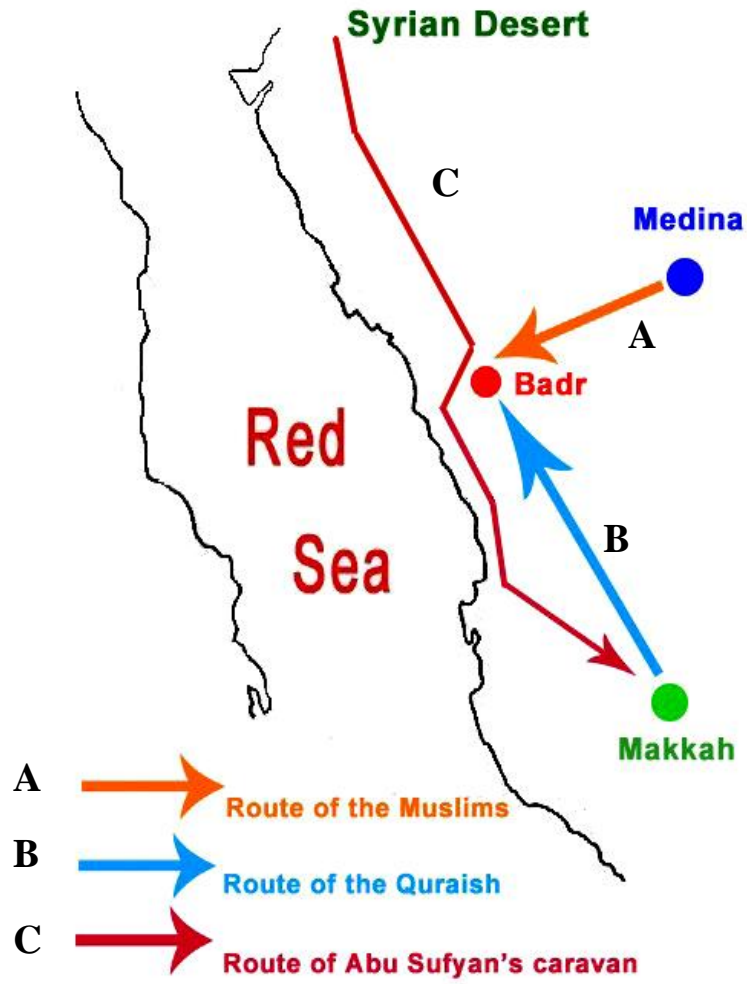 Syrian Desert
C
Medina
A
Badr
Red
Sea
B
Makkah
A
Route of the Muslims
B
Route of the Quraish
C
Route of Abu Sufyan's caravan